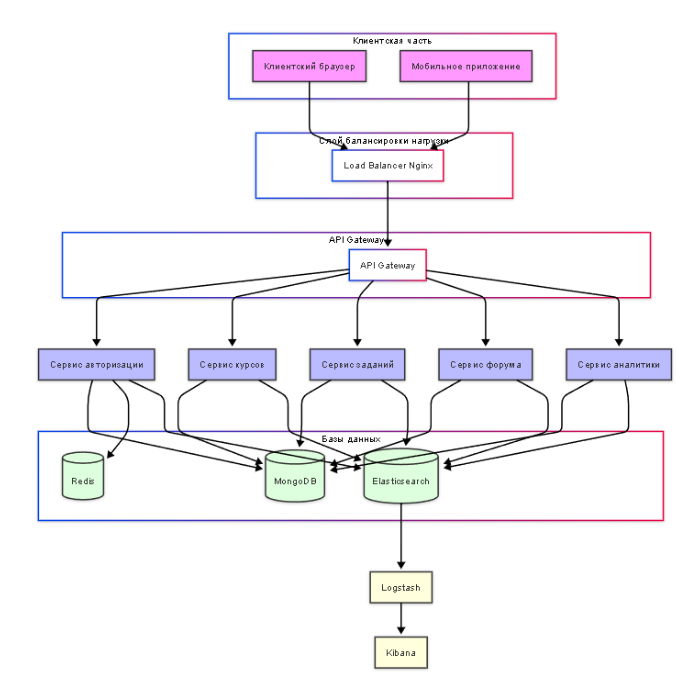 Клиентская часть
Клиентский браузер
Мобильное приложение
Слой балансировки нагрузки
Load Balancer Nginx
API Gateway
API Gateway
Сервис авторизации
Сервис курсов
Сервис заданий
Сервис форума
Сервис аналитики
Базы данных
Redis
MongoDB
Elasticsearch
Logstash
Kibana